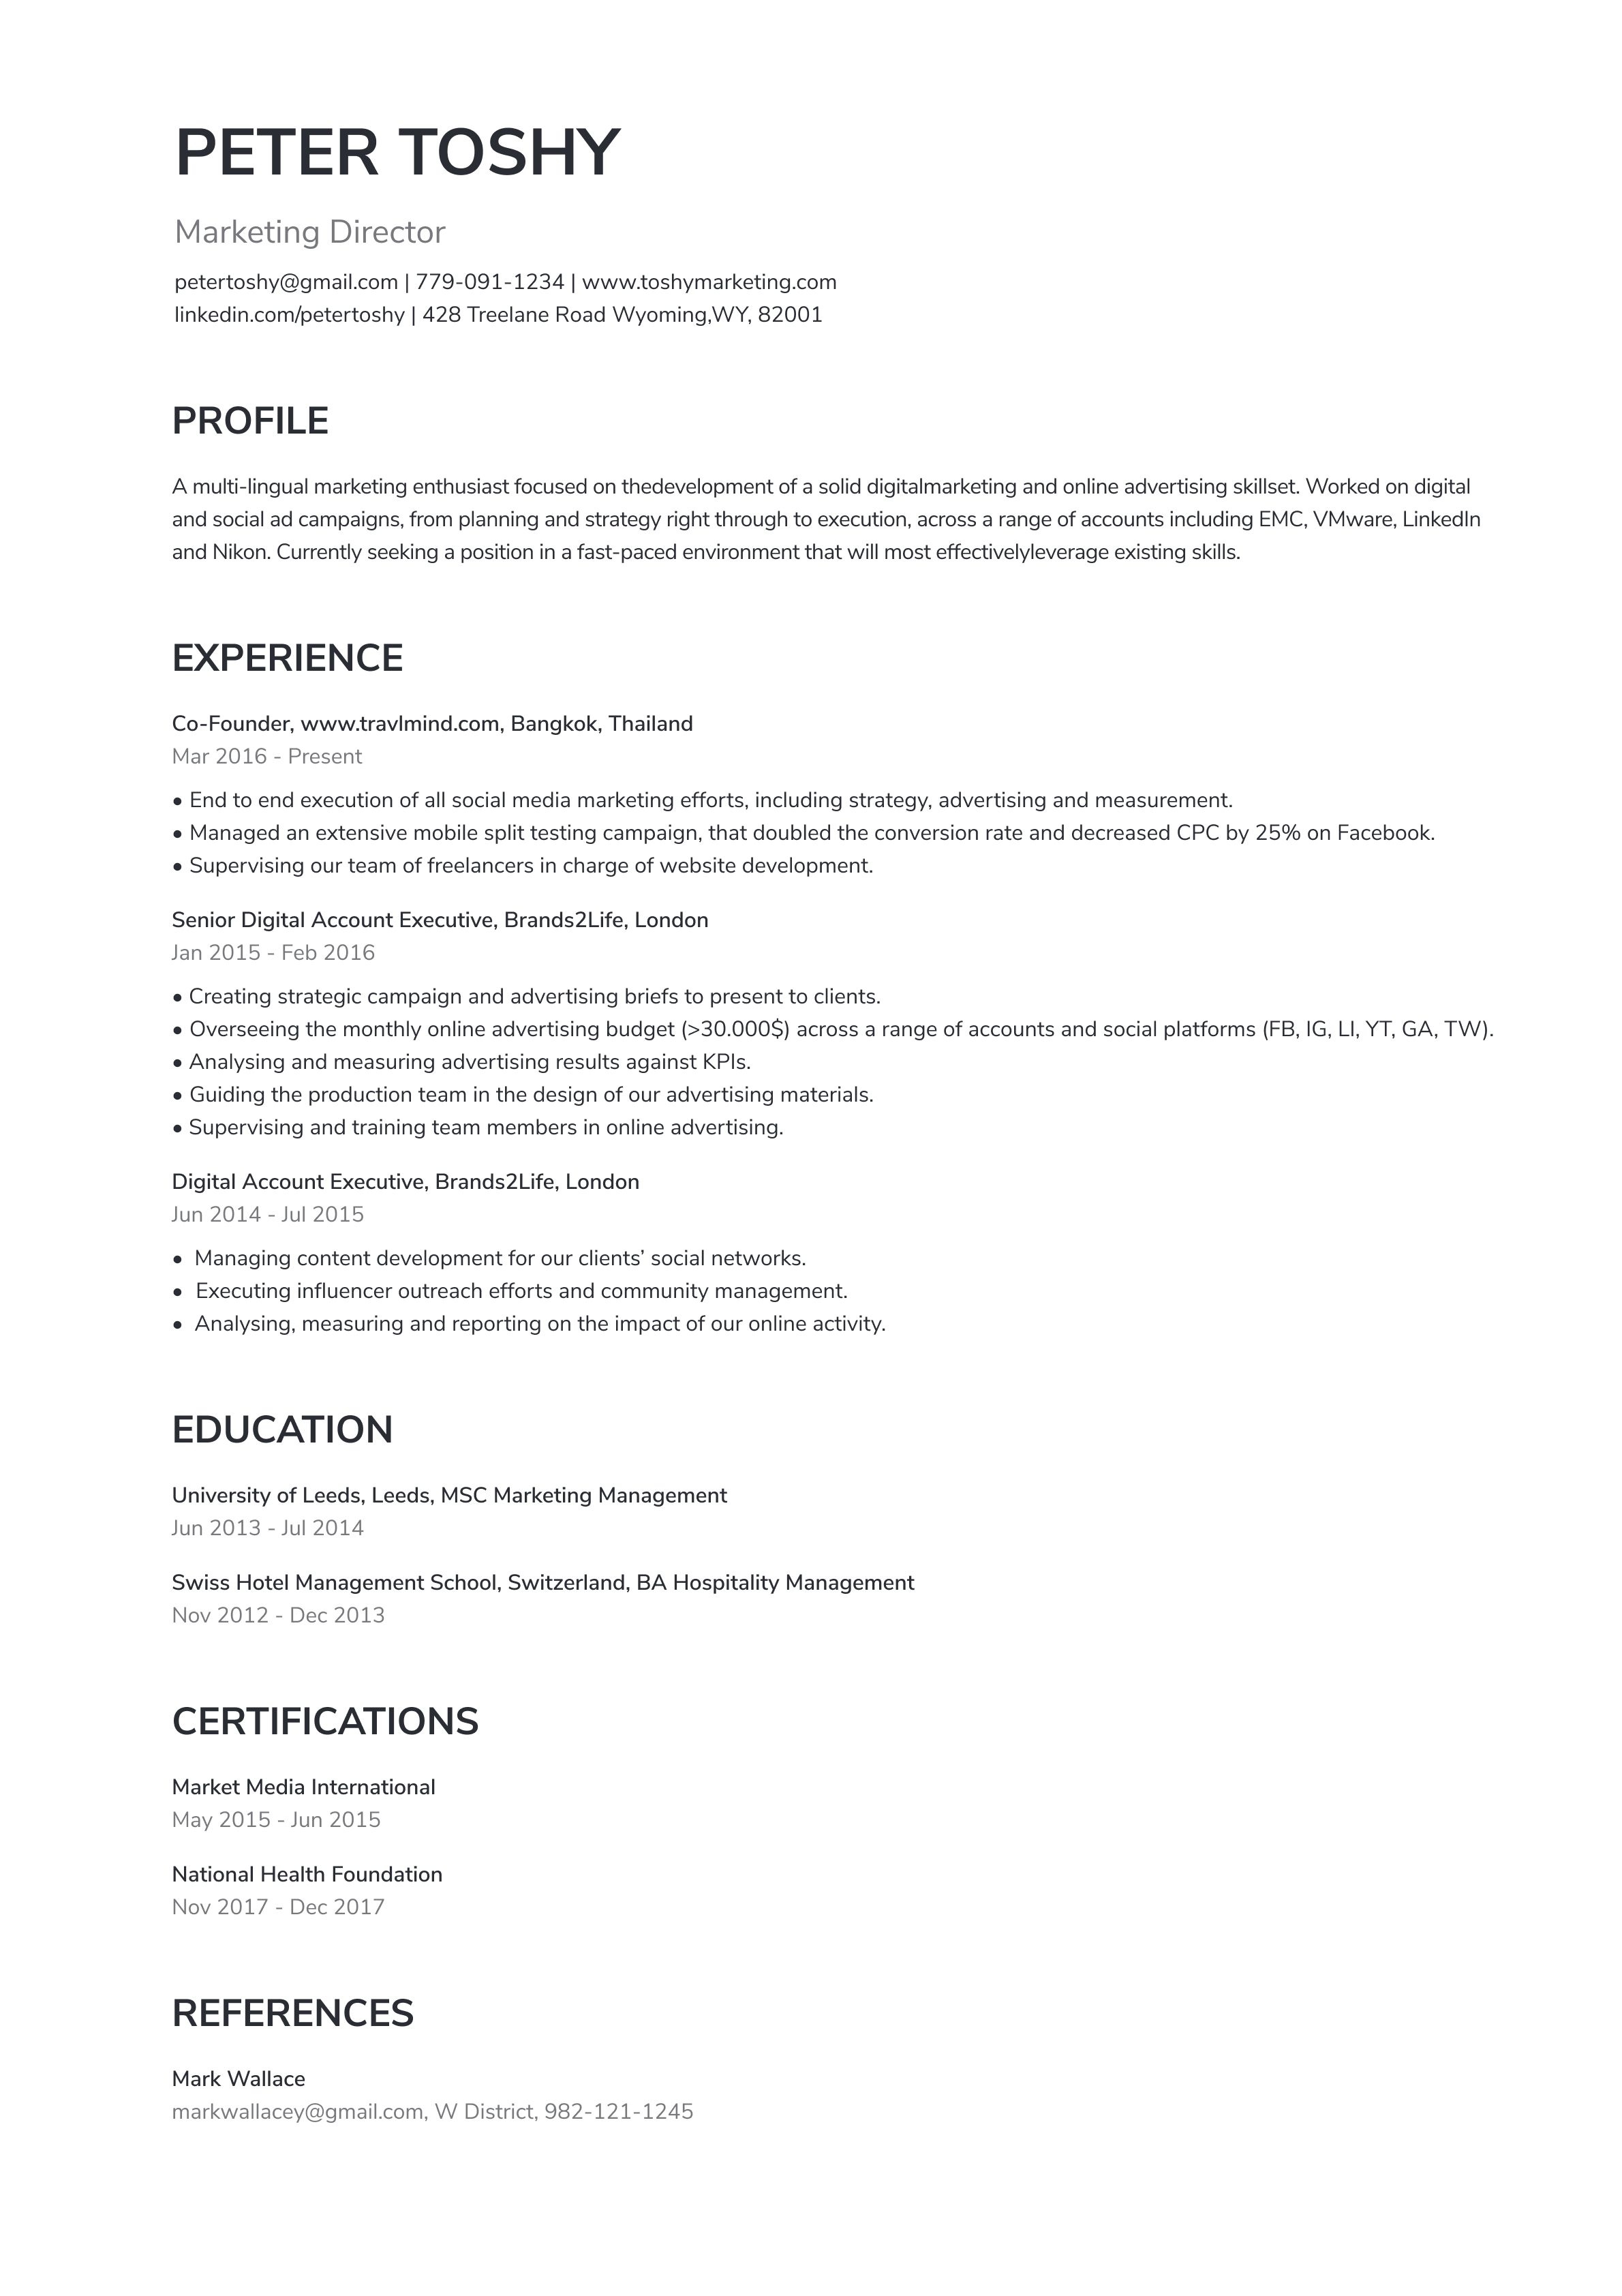 PETER TOSHY
Marketing Director
petertoshy@gmail.com | 779-091-1234 | www.toshymarketing.com
linkedin.com/petertoshy | 428 Treelane Road Wyoming,WY, 82001
PROFILE
A multi-lingual marketing enthusiast focused on thedevelopment of a solid digitalmarketing and online advertising skillset. Worked on digital
and social ad campaigns, from planning and strategy right through to execution, across a range of accounts including EMC, VMware, LinkedIn
and Nikon. Currently seeking a position in a fast-paced environment that will most effectivelyleverage existing skills.
EXPERIENCE
Co-Founder, www.travlmind.com, Bangkok, Thailand
Mar 2016 - Present
• End to end execution of all social media marketing efforts, including strategy, advertising and measurement.
• Managed an extensive mobile split testing campaign, that doubled the conversion rate and decreased CPC by 25% on Facebook.
• Supervising our team of freelancers in charge of website development.
Senior Digital Account Executive, Brands2Life, London
Jan 2015 - Feb 2016
• Creating strategic campaign and advertising briefs to present to clients.
• Overseeing the monthly online advertising budget (>30.000$) across a range of accounts and social platforms (FB, IG, LI, YT, GA, TW).
• Analysing and measuring advertising results against KPIs.
• Guiding the production team in the design of our advertising materials.
• Supervising and training team members in online advertising.
Digital Account Executive, Brands2Life, London
Jun 2014 - Jul 2015
• Managing content development for our clients’ social networks.
• Executing influencer outreach efforts and community management.
• Analysing, measuring and reporting on the impact of our online activity.
EDUCATION
University of Leeds, Leeds, MSC Marketing Management
Jun 2013 - Jul 2014
Swiss Hotel Management School, Switzerland, BA Hospitality Management
Nov 2012 - Dec 2013
CERTIFICATIONS
Market Media International
May 2015 - Jun 2015
National Health Foundation
Nov 2017 - Dec 2017
REFERENCES
Mark Wallace
markwallacey@gmail.com, W District, 982-121-1245